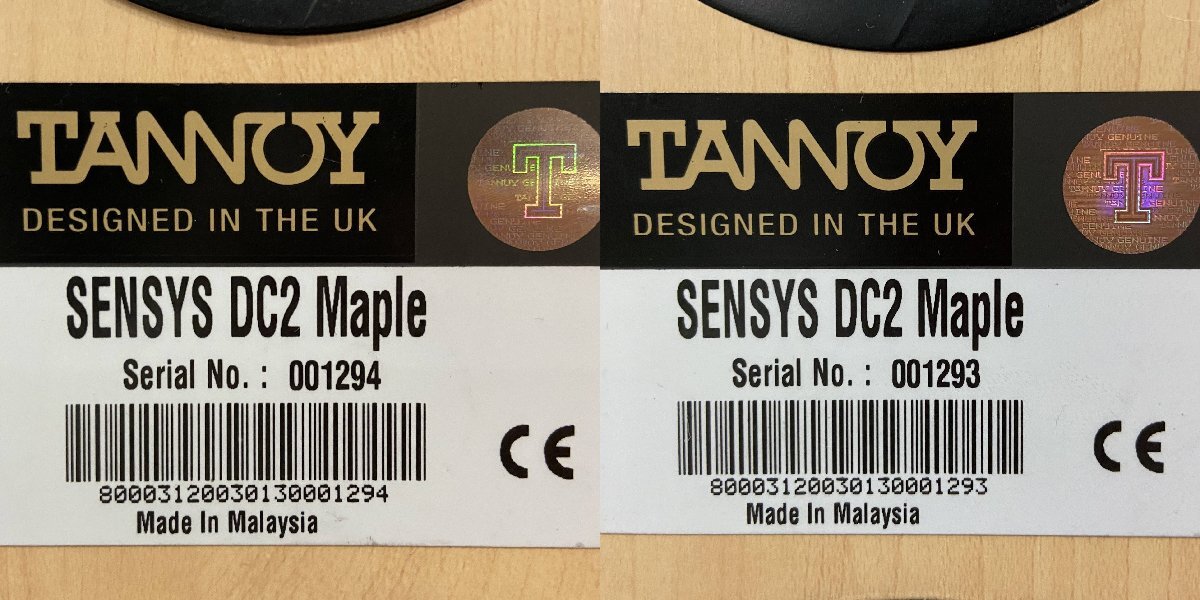 TANNOY
DESIGNED IN THE UK
SENSYS DC2 Maple
Serial No. : 001294
80003120030130001294
CE
Made In Malaysia
TANNOY
DESIGNED IN THE UK
T
SENSYS DC2 Maple
Serial No. : 001293
80003120030130001293
CE
Made In Malaysia